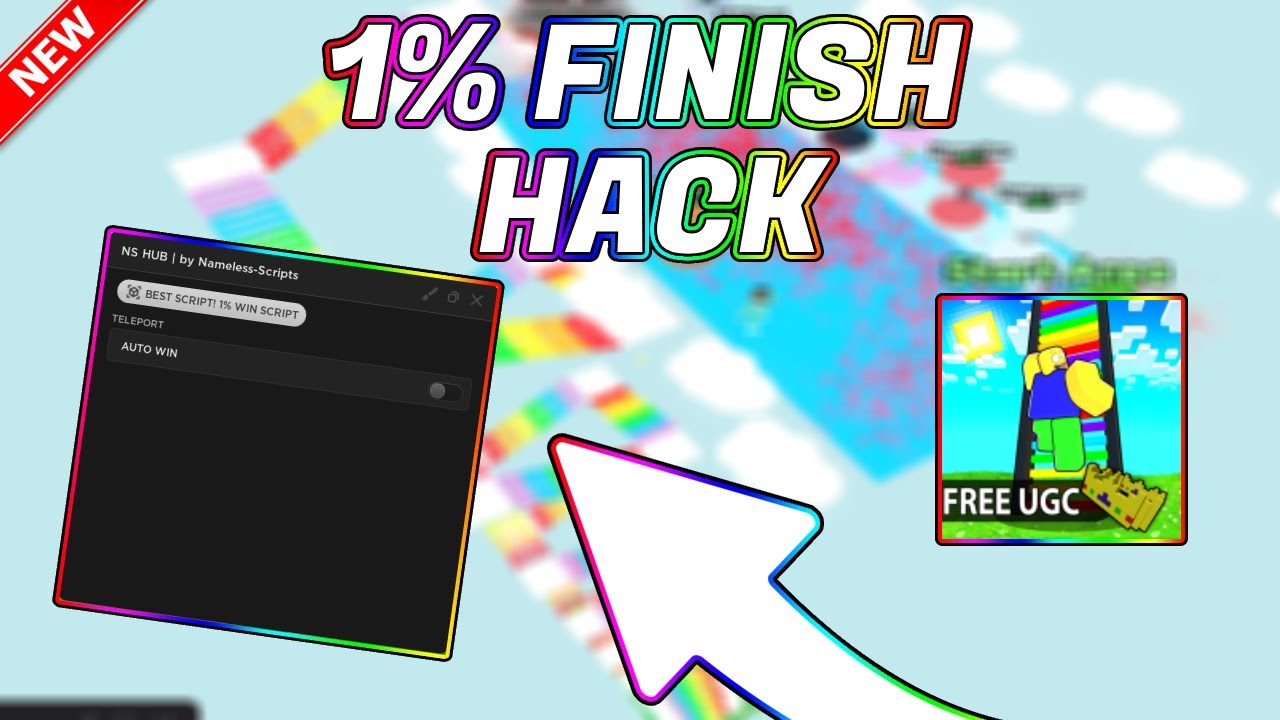 NEW
1% FINISH
HACK
NS HUB | by Nameless-Scripts
BEST SCRIPT! 1% WIN SCRIPT
TELEPORT
AUTO WIN
FREE UGC